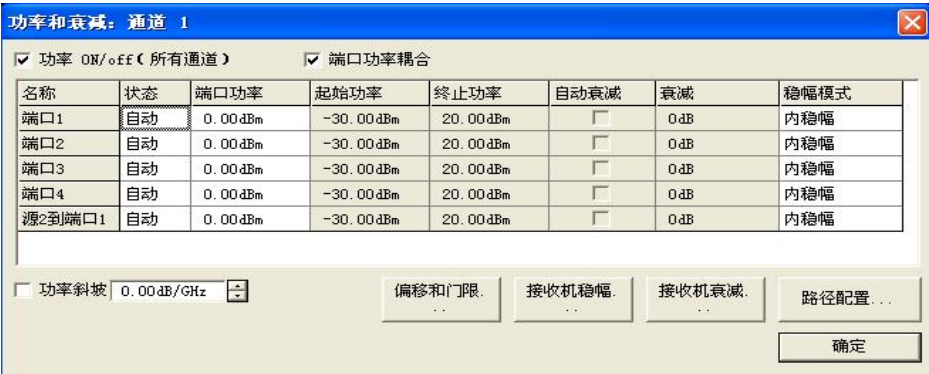 功率和衰减：通道 1
功率 ON/off(所有通道) 端口功率耦合
名称 状态 端口功率 起始功率 终止功率 自动衰减 衰减 稳幅模式
端口1 自动 0.00dBm -30.00dBm 20.00dBm 0dB 内稳幅
端口2 自动 0.00dBm -30.00dBm 20.00dBm 0dB 内稳幅
端口3 自动 0.00dBm -30.00dBm 20.00dBm 0dB 内稳幅
端口4 自动 0.00dBm -30.00dBm 20.00dBm 0dB 内稳幅
源2到端口1 自动 0.00dBm -30.00dBm 20.00dBm 0dB 内稳幅
功率斜坡 0.00dB/GHz 偏移和门限... 接收机稳幅... 接收机衰减... 路径配置...
确定